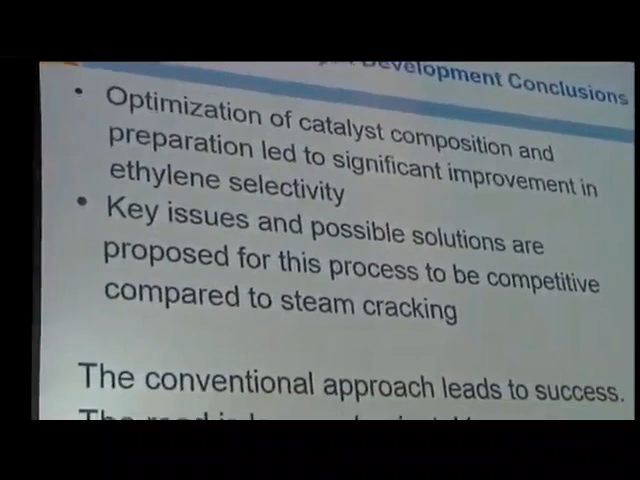 Development Conclusions
• Optimization of catalyst composition and
preparation led to significant improvement in
ethylene selectivity
• Key issues and possible solutions are
proposed for this process to be competitive
compared to steam cracking
The conventional approach leads to success.
The